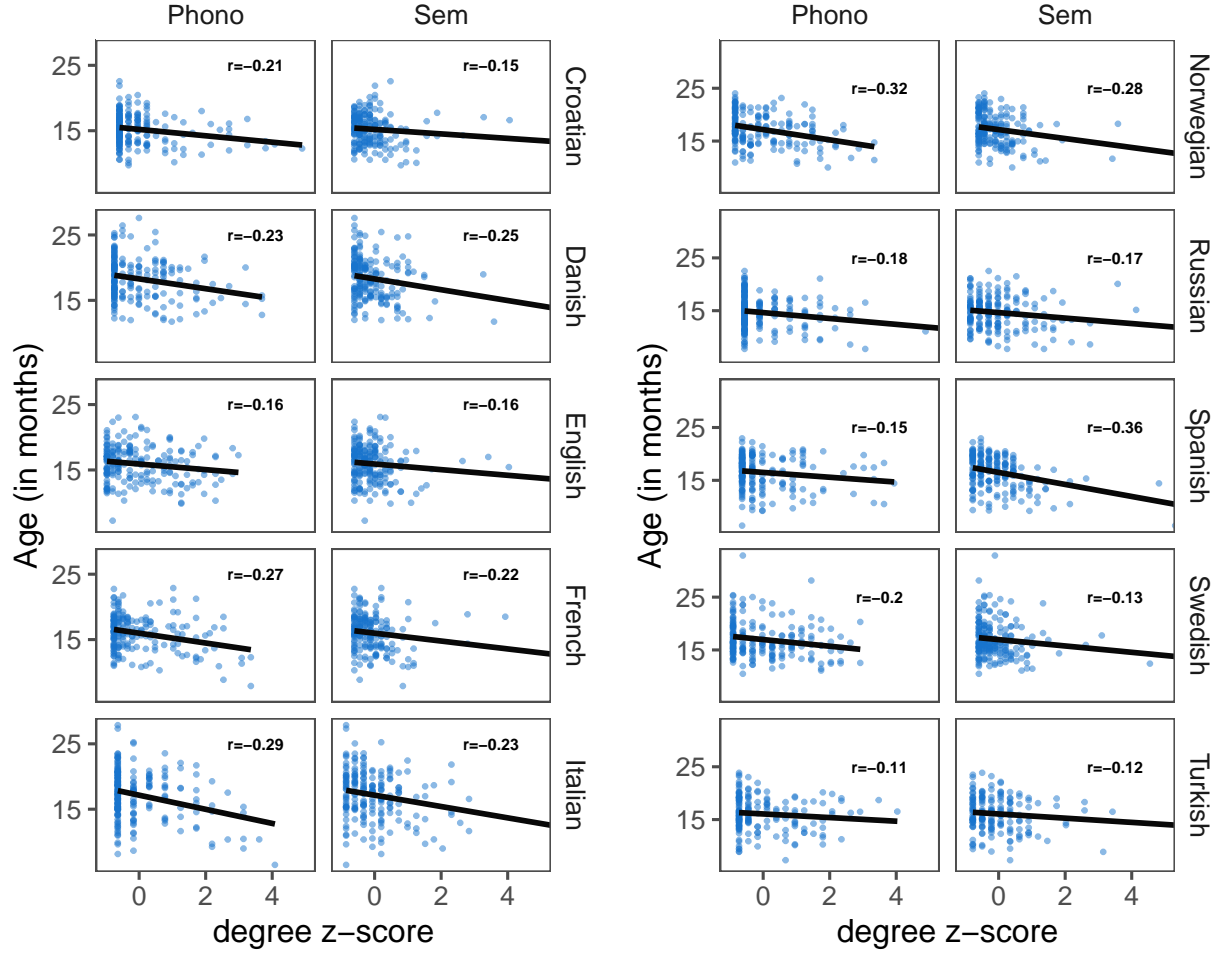 Phono Sem
25
15
r=−0.21
r=−0.15
Croatian
25
15
r=−0.23
r=−0.25
Danish
25
15
r=−0.16
r=−0.16
English
25
15
r=−0.27
r=−0.22
French
25
15
r=−0.29
r=−0.23
Italian
0 2 4 0 2 4
degree z−score
Age (in months)
Phono Sem
25
15
r=−0.32
r=−0.28
Norwegian
25
15
r=−0.18
r=−0.17
Russian
25
15
r=−0.15
r=−0.36
Spanish
25
15
r=−0.2
r=−0.13
Swedish
25
15
r=−0.11
r=−0.12
Turkish
0 2 4 0 2 4
degree z−score
Age (in months)